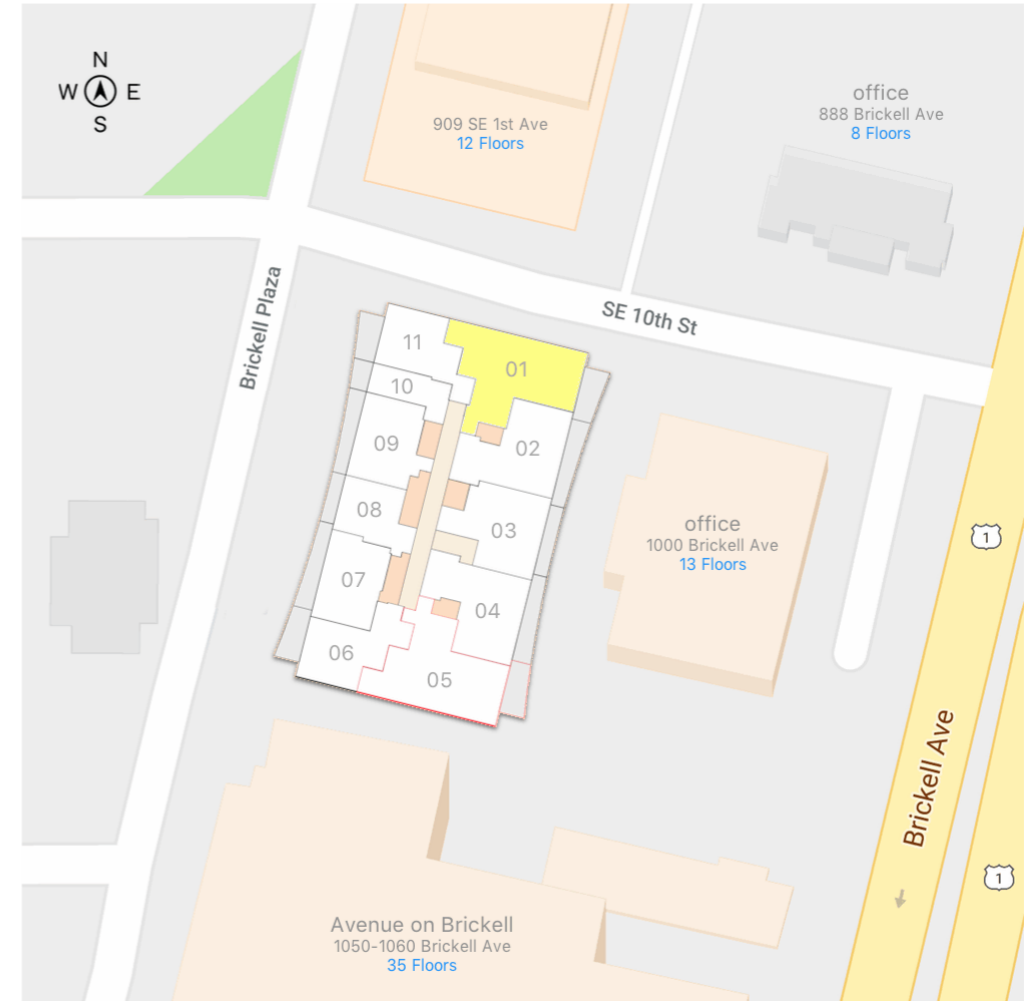 N
W E
S
909 SE 1st Ave
12 Floors
office
888 Brickell Ave
8 Floors
Brickell Plaza
SE 10th St
11
01
10
09
02
08
03
07
04
06
05
office
1000 Brickell Ave
13 Floors
1
Brickell Ave
1
Avenue on Brickell
1050-1060 Brickell Ave
35 Floors